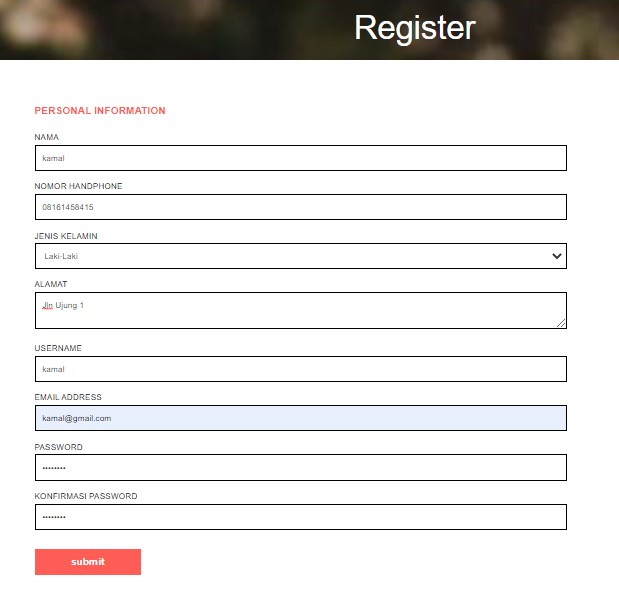 Register
PERSONAL INFORMATION
NAMA
kamal
NOMOR HANDPHONE
08161458415
JENIS KELAMIN
Laki-Laki
ALAMAT
Jln Ujung 1
USERNAME
kamal
EMAIL ADDRESS
kamal@gmail.com
PASSWORD
••••••••
KONFIRMASI PASSWORD
••••••••
submit